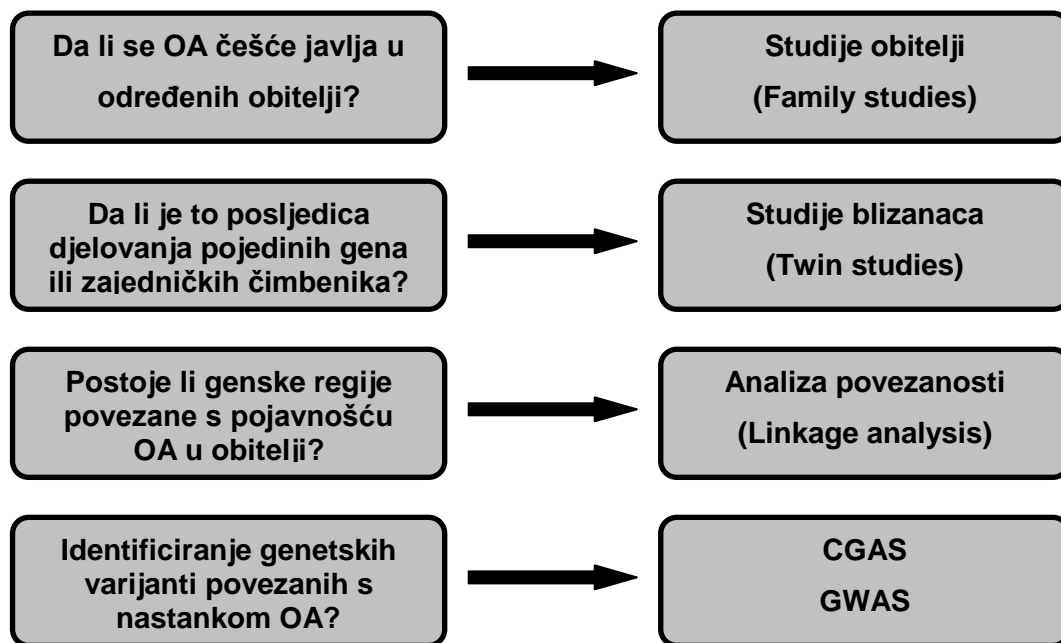 Da li se OA češće javlja u
određenih obitelji?
Studije obitelji
(Family studies)
Da li je to posljedica
djelovanja pojedinih gena
ili zajedničkih čimbenika?
Studije blizanaca
(Twin studies)
Postoje li genske regije
povezane s pojavnošću
OA u obitelji?
Analiza povezanosti
(Linkage analysis)
Identificiranje genetskih
varijanti povezanih s
nastankom OA?
CGAS
GWAS